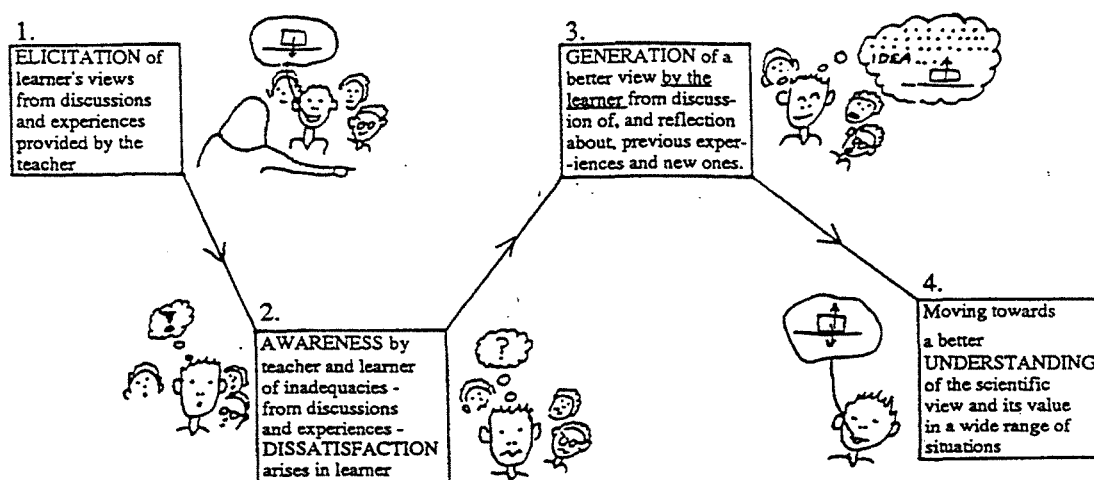 1.
ELICITATION of
learner's views
from discussions
and experiences
provided by the
teacher
2.
AWARENESS by
teacher and learner
of inadequacies -
from discussions
and experiences -
DISSATISFACTION
arises in learner
?
3.
GENERATION of a
better view by the
learner from discuss-
ion of, and reflection
about, previous exper-
-iences and new ones.
IDEA....
4.
Moving towards
a better
UNDERSTANDING
of the scientific
view and its value
in a wide range of
situations